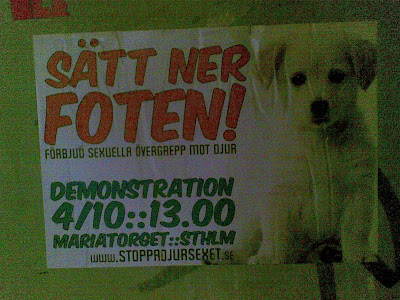 SÄTT NER
FOTEN!
FÖRBJUD SEXUELLA ÖVERGREPP MOT DJUR
DEMONSTRATION
4/10::13.00
MARIATORGET::STHLM
WWW.STOPPADJURSEXET.SE